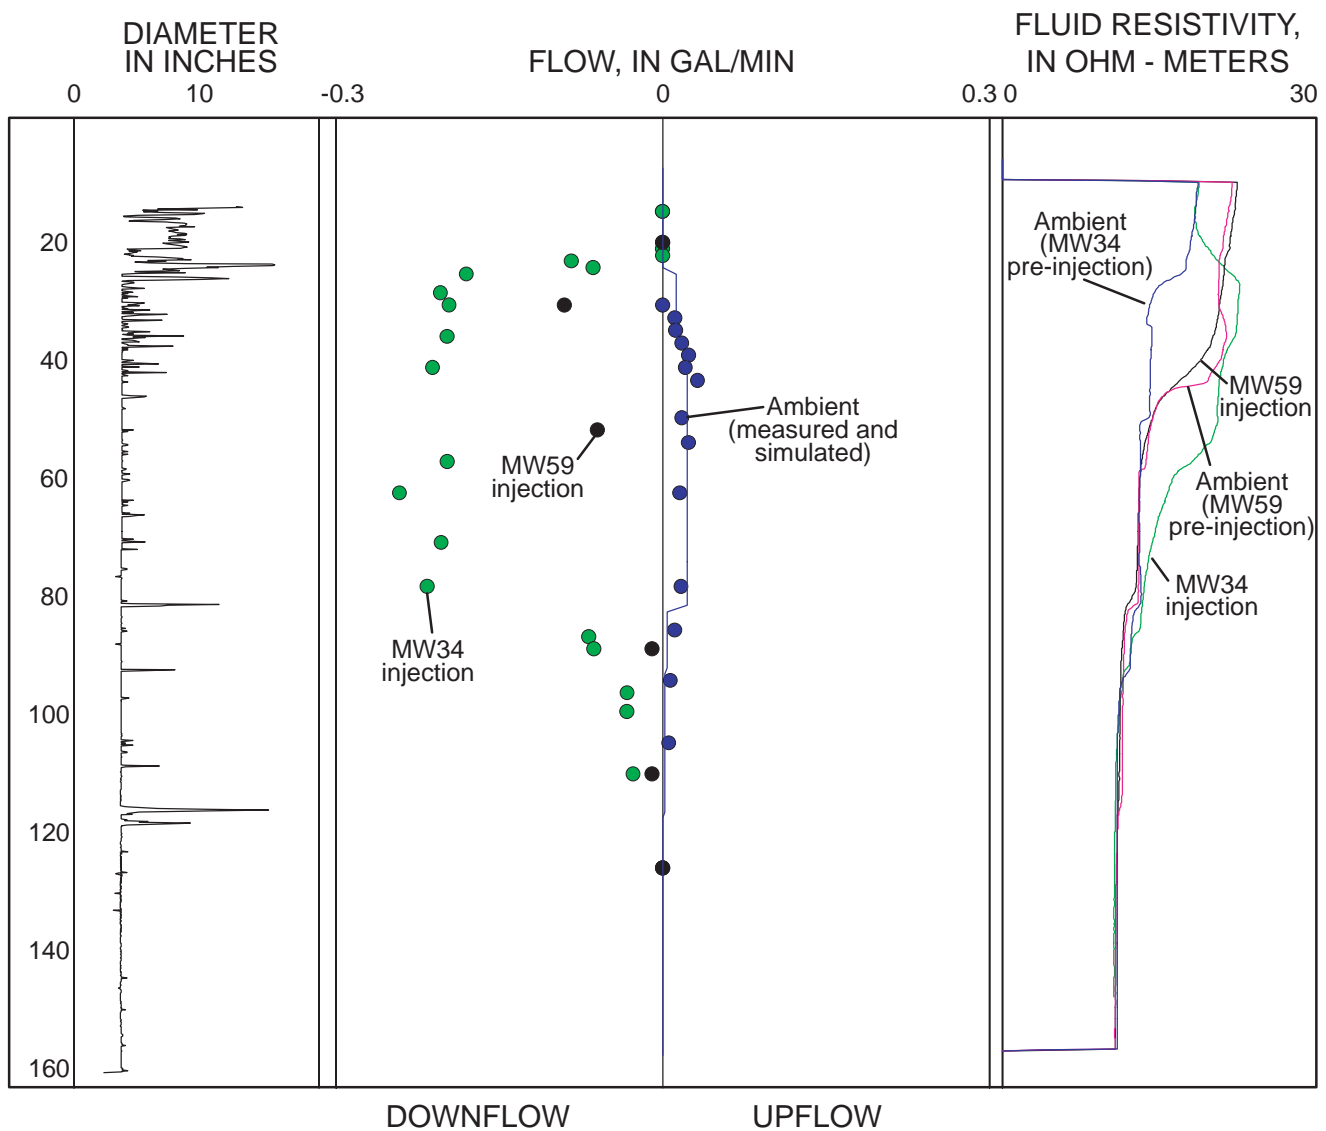 DIAMETER
IN INCHES
FLOW, IN GAL/MIN
FLUID RESISTIVITY,
IN OHM - METERS
0
10
-0.3
0
0.3
0
30
20
40
60
80
100
120
140
160
MW59
injection
MW34
injection
Ambient
(measured and
simulated)
Ambient
(MW34
pre-injection)
MW59
injection
Ambient
(MW59
pre-injection)
MW34
injection
DOWNFLOW
UPFLOW